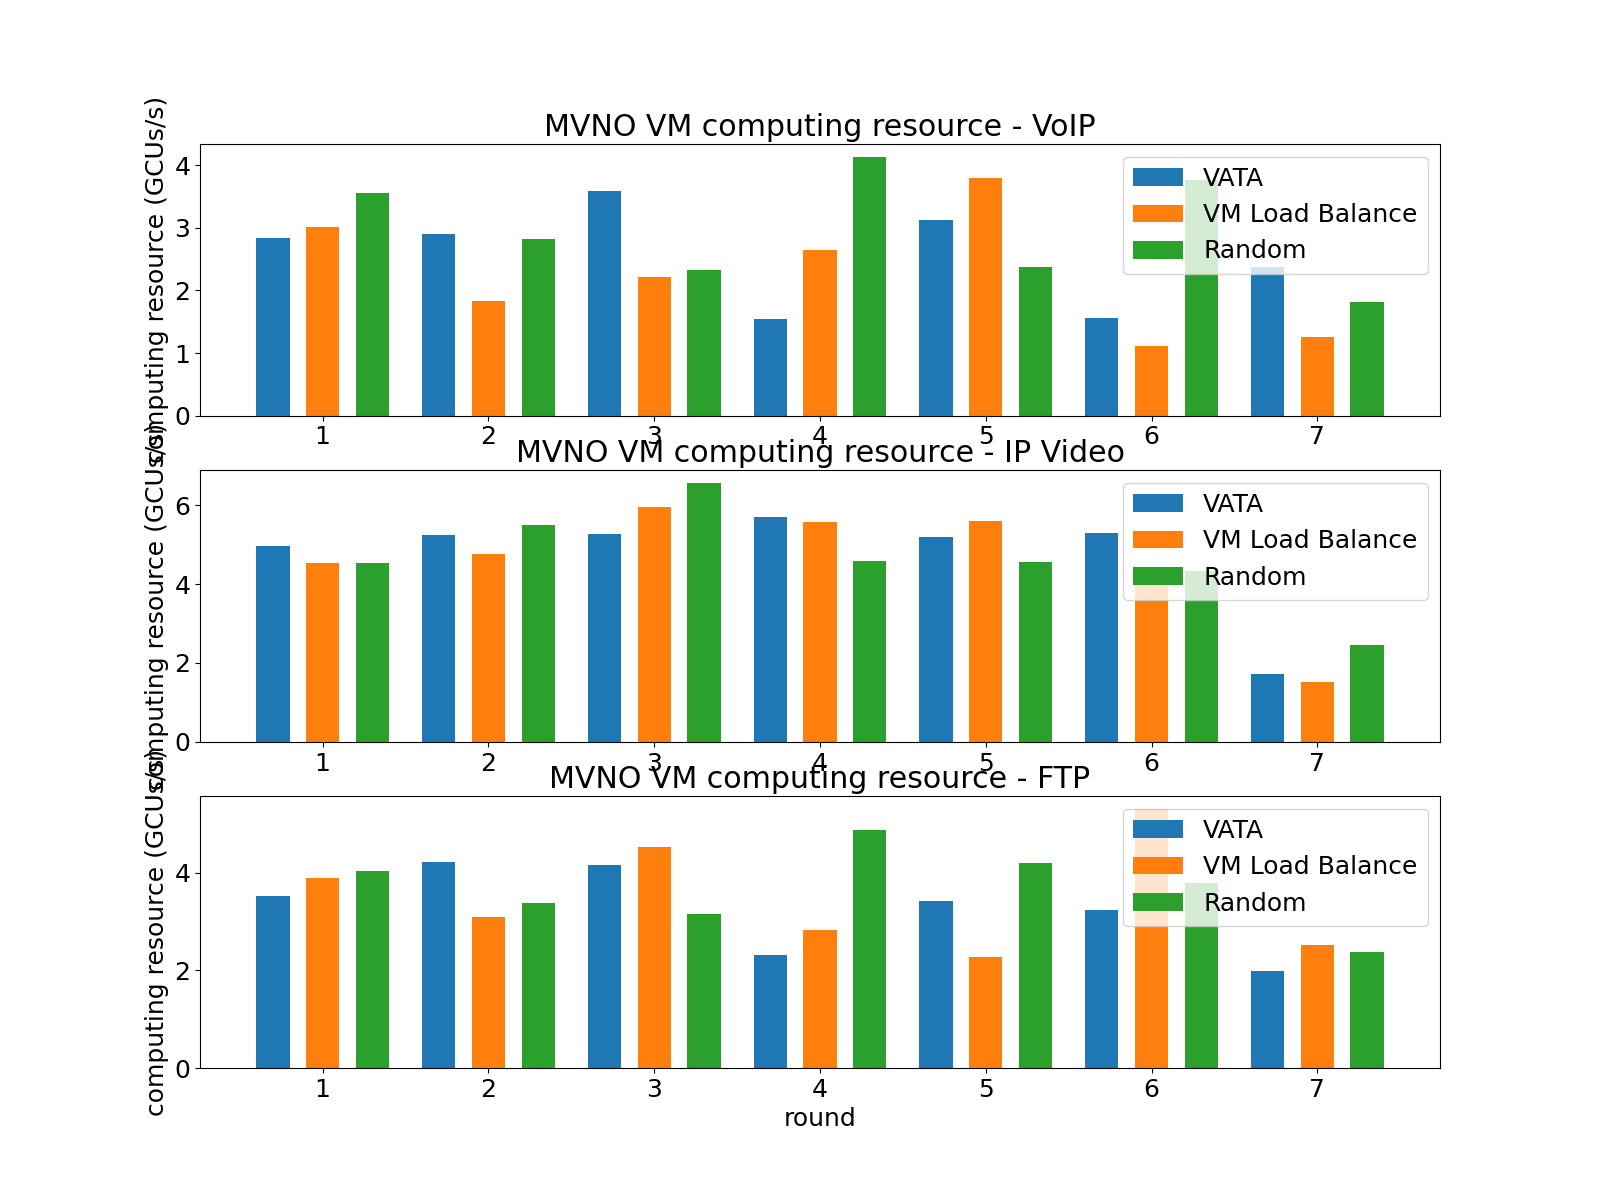 MVNO VM computing resource - VoIP
computing resource (GCUs/s)
4
3
2
1
0
VATA
VM Load Balance
Random
1 2 3 4 5 6 7
MVNO VM computing resource - IP Video
computing resource (GCUs/s)
6
4
2
0
VATA
VM Load Balance
Random
1 2 3 4 5 6 7
MVNO VM computing resource - FTP
computing resource (GCUs/s)
4
2
0
VATA
VM Load Balance
Random
1 2 3 4 5 6 7
round